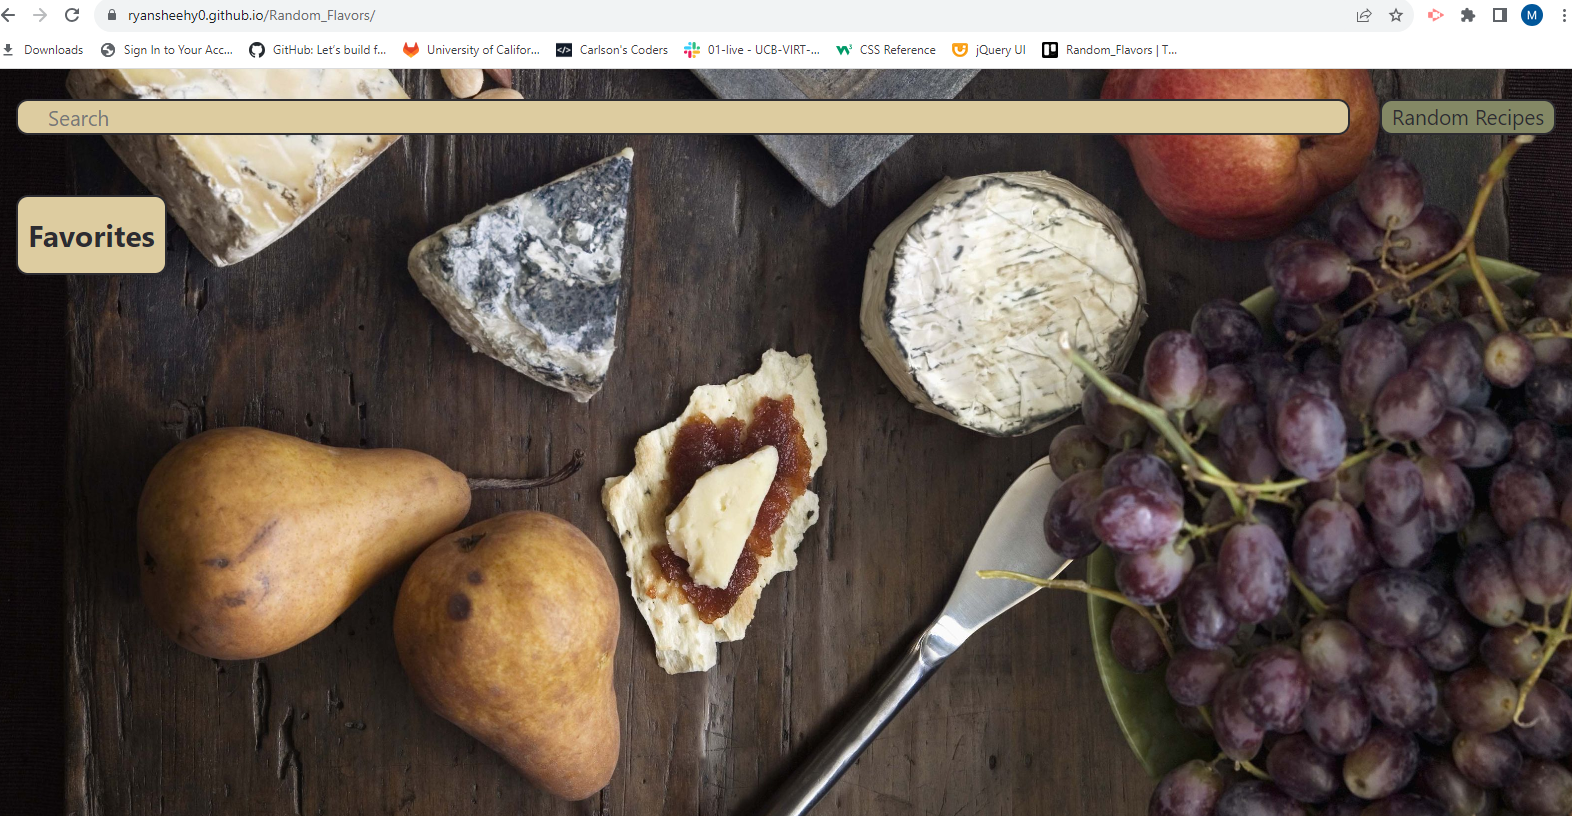 ryansheehy0.github.io/Random_Flavors/
M
Downloads Sign In to Your Acc... GitHub: Let's build f... University of Califor... Carlson's Coders 01-live - UCB-VIRT-... CSS Reference jQuery UI Random_Flavors | T...
Search Random Recipes
Favorites